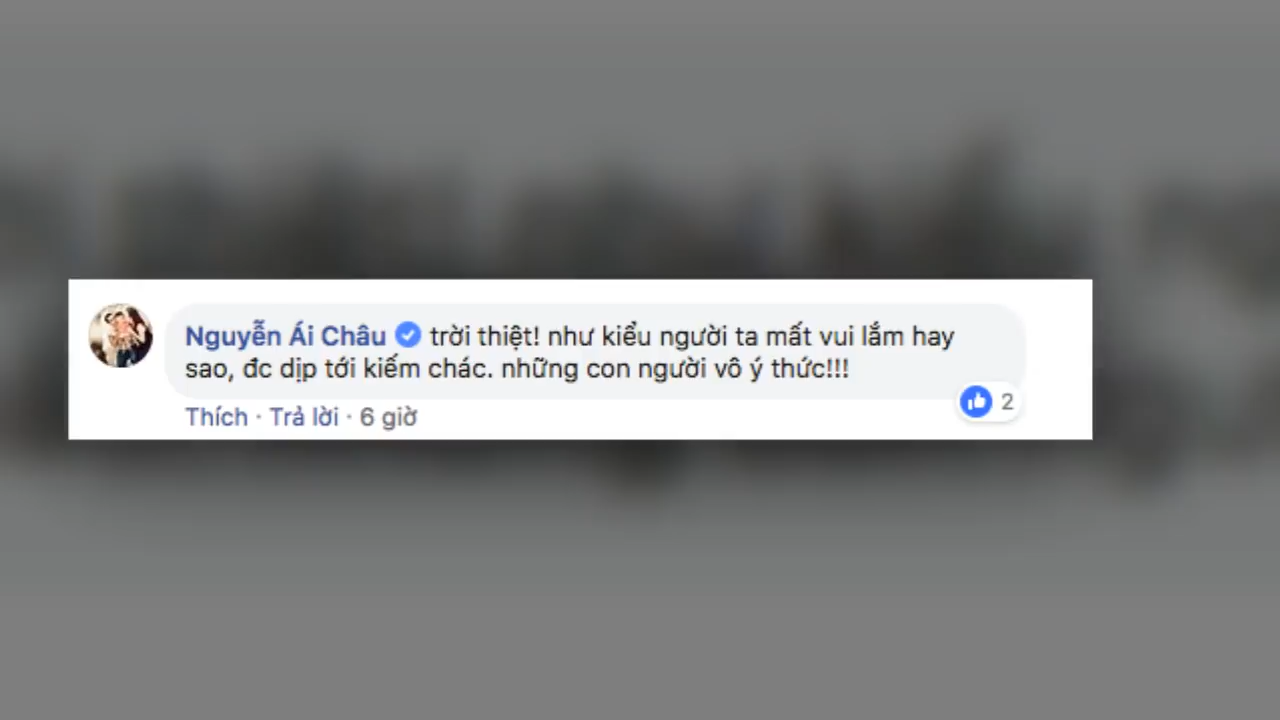 Nguyễn Ái Châu trời thiệt! như kiểu người ta mất vui lắm hay
sao, đc dịp tới kiếm chác. những con người vô ý thức!!!
2
Thích · Trả lời · 6 giờ